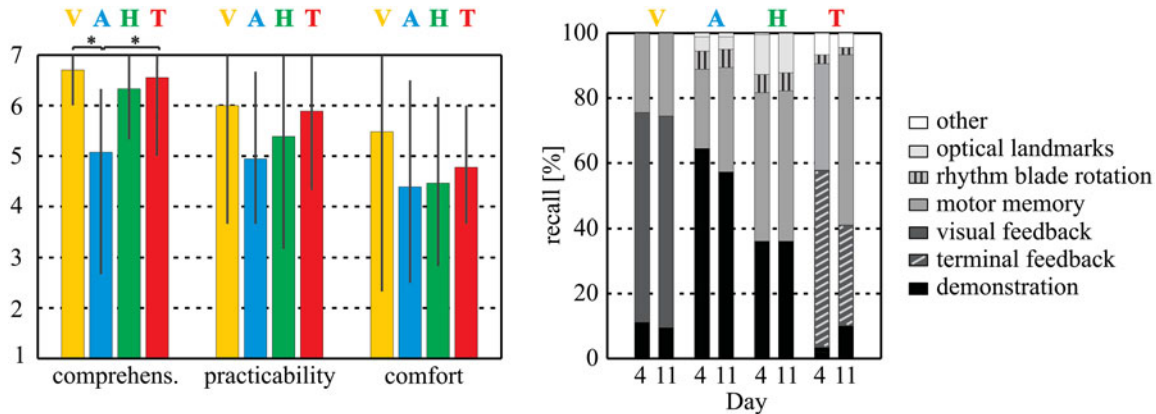 V A H T
V A H T
V A H T
* *
7
6
5
4
3
2
1
comprehens.
practicability
comfort
V A H T
100
80
60
40
20
0
recall [%]
4 11 4 11 4 11 4 11
Day
other
optical landmarks
rhythm blade rotation
motor memory
visual feedback
terminal feedback
demonstration